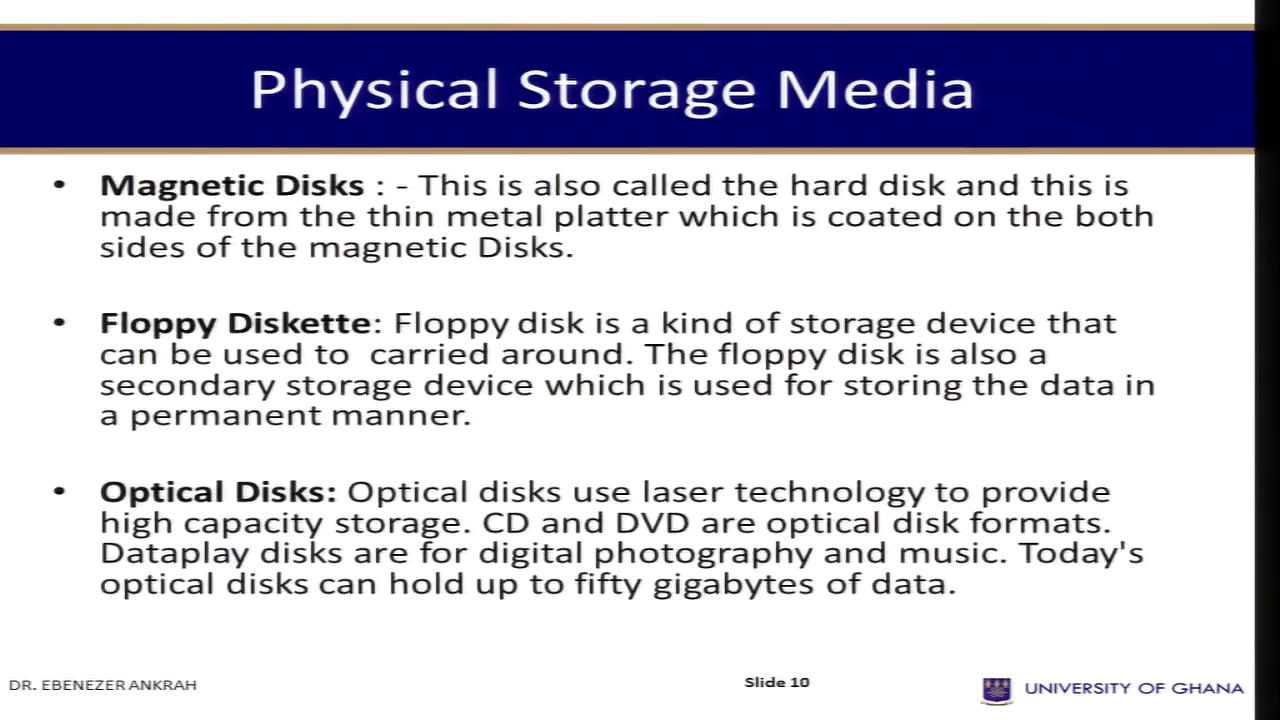 Physical Storage Media
• Magnetic Disks : - This is also called the hard disk and this is
made from the thin metal platter which is coated on the both
sides of the magnetic Disks.
• Floppy Diskette: Floppy disk is a kind of storage device that
can be used to carried around. The floppy disk is also a
secondary storage device which is used for storing the data in
a permanent manner.
• Optical Disks: Optical disks use laser technology to provide
high capacity storage. CD and DVD are optical disk formats.
Dataplay disks are for digital photography and music. Today's
optical disks can hold up to fifty gigabytes of data.
DR. EBENEZER ANKRAH
Slide 10
UNIVERSITY OF GHANA